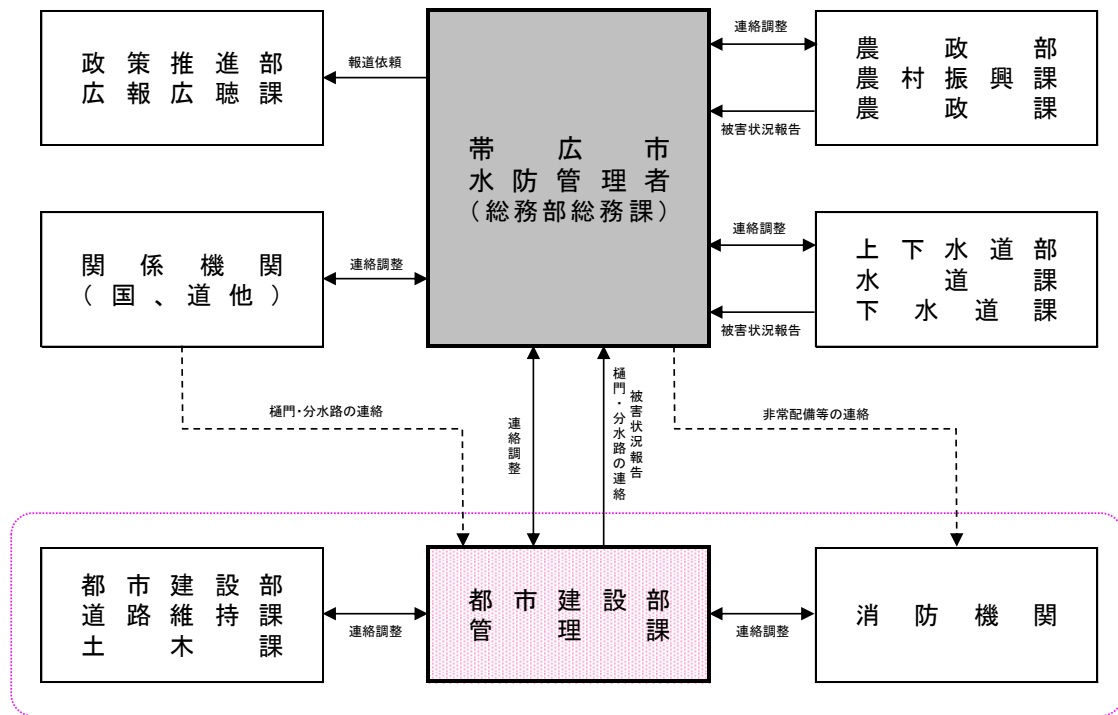 政策推進部
広報広聴課
報道依頼
帯広市
水防管理者
(総務部総務課)
連絡調整
被害状況報告
農政部
農村振興課
農政課
関係機関
(国、道他)
連絡調整
連絡調整
被害状況報告
上下水道部
水道課
下水道課
樋門・分水路の連絡
連絡調整
樋門・分水路の連絡
被害状況報告
非常配備等の連絡
都市建設部
道路維持課
土木課
連絡調整
都市建設部
管理課
連絡調整
消防機関